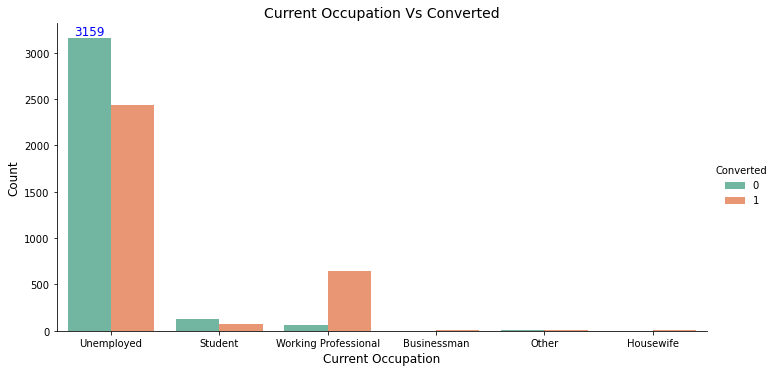 Current Occupation Vs Converted
3159
3000
2500
2000
1500
1000
500
0
Count
Unemployed Student Working Professional Businessman Other Housewife
Current Occupation
Converted
0
1